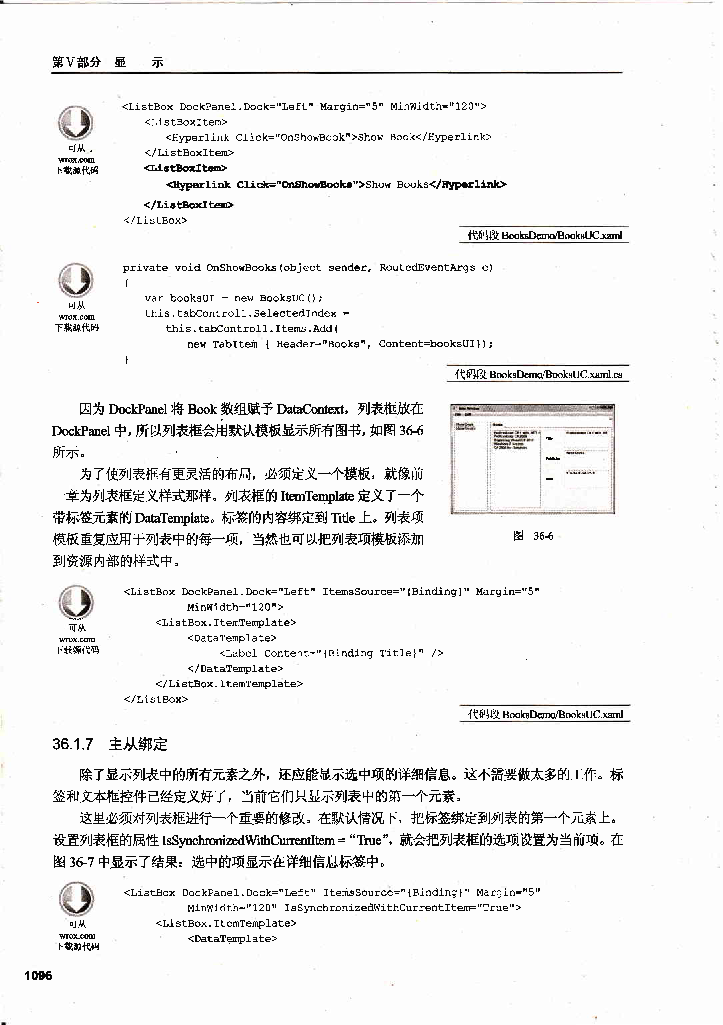 第V部分 显 示
<ListBox DockPanel.Dock="Left" Margin="5" MinWidth="120">
<ListBoxItem>
<Hyperlink Click="OnShowBook">Show Book</Hyperlink>
</ListBoxItem>
<ListBoxItem>
<Hyperlink Click="OnShowBooks">Show Books</Hyperlink>
</ListBoxItem>
</ListBox>
可从
wrox.com
下载源代码
代码段 BooksDemo/BooksUC.xaml
private void OnShowBooks(object sender, RoutedEventArgs e)
{
var booksUI = new BooksUC();
this.tabControl1.SelectedIndex =
this.tabControl1.Items.Add(
new TabItem { Header="Books", Content=booksUI});
}
可从
wrox.com
下载源代码
代码段 BooksDemo/BooksUC.xaml.cs
因为 DockPanel 将 Book 数组赋予 DataContext，列表框放在
DockPanel 中，所以列表框会用默认模板显示所有图书，如图 36-6
所示。
为了使列表框有更灵活的布局，必须定义一个模板，就像前
一章为列表框定义样式那样。列表框的 ItemTemplate 定义了一个
带标签元素的 DataTemplate。标签的内容绑定到 Title 上。列表项
模板重复应用于列表中的每一项，当然也可以把列表项模板添加
到资源内部的样式中。
图 36-6
<ListBox DockPanel.Dock="Left" ItemsSource="{Binding}" Margin="5"
MinWidth="120">
<ListBox.ItemTemplate>
<DataTemplate>
<Label Content="{Binding Title}" />
</DataTemplate>
</ListBox.ItemTemplate>
</ListBox>
可从
wrox.com
下载源代码
代码段 BooksDemo/BooksUC.xaml
36.1.7 主从绑定
除了显示列表中的所有元素之外，还应能显示选中项的详细信息。这不需要做太多的工作。标
签和文本框控件已经定义好了，当前它们只显示列表中的第一个元素。
这里必须对列表框进行一个重要的修改。在默认情况下，把标签绑定到列表的第一个元素上。
设置列表框的属性 IsSynchronizedWithCurrentItem = “True”，就会把列表框的选项设置为当前项。在
图 36-7 中显示了结果：选中的项显示在详细信息标签中。
<ListBox DockPanel.Dock="Left" ItemsSource="{Binding}" Margin="5"
MinWidth="120" IsSynchronizedWithCurrentItem="True">
<ListBox.ItemTemplate>
<DataTemplate>
可从
wrox.com
下载源代码
1096